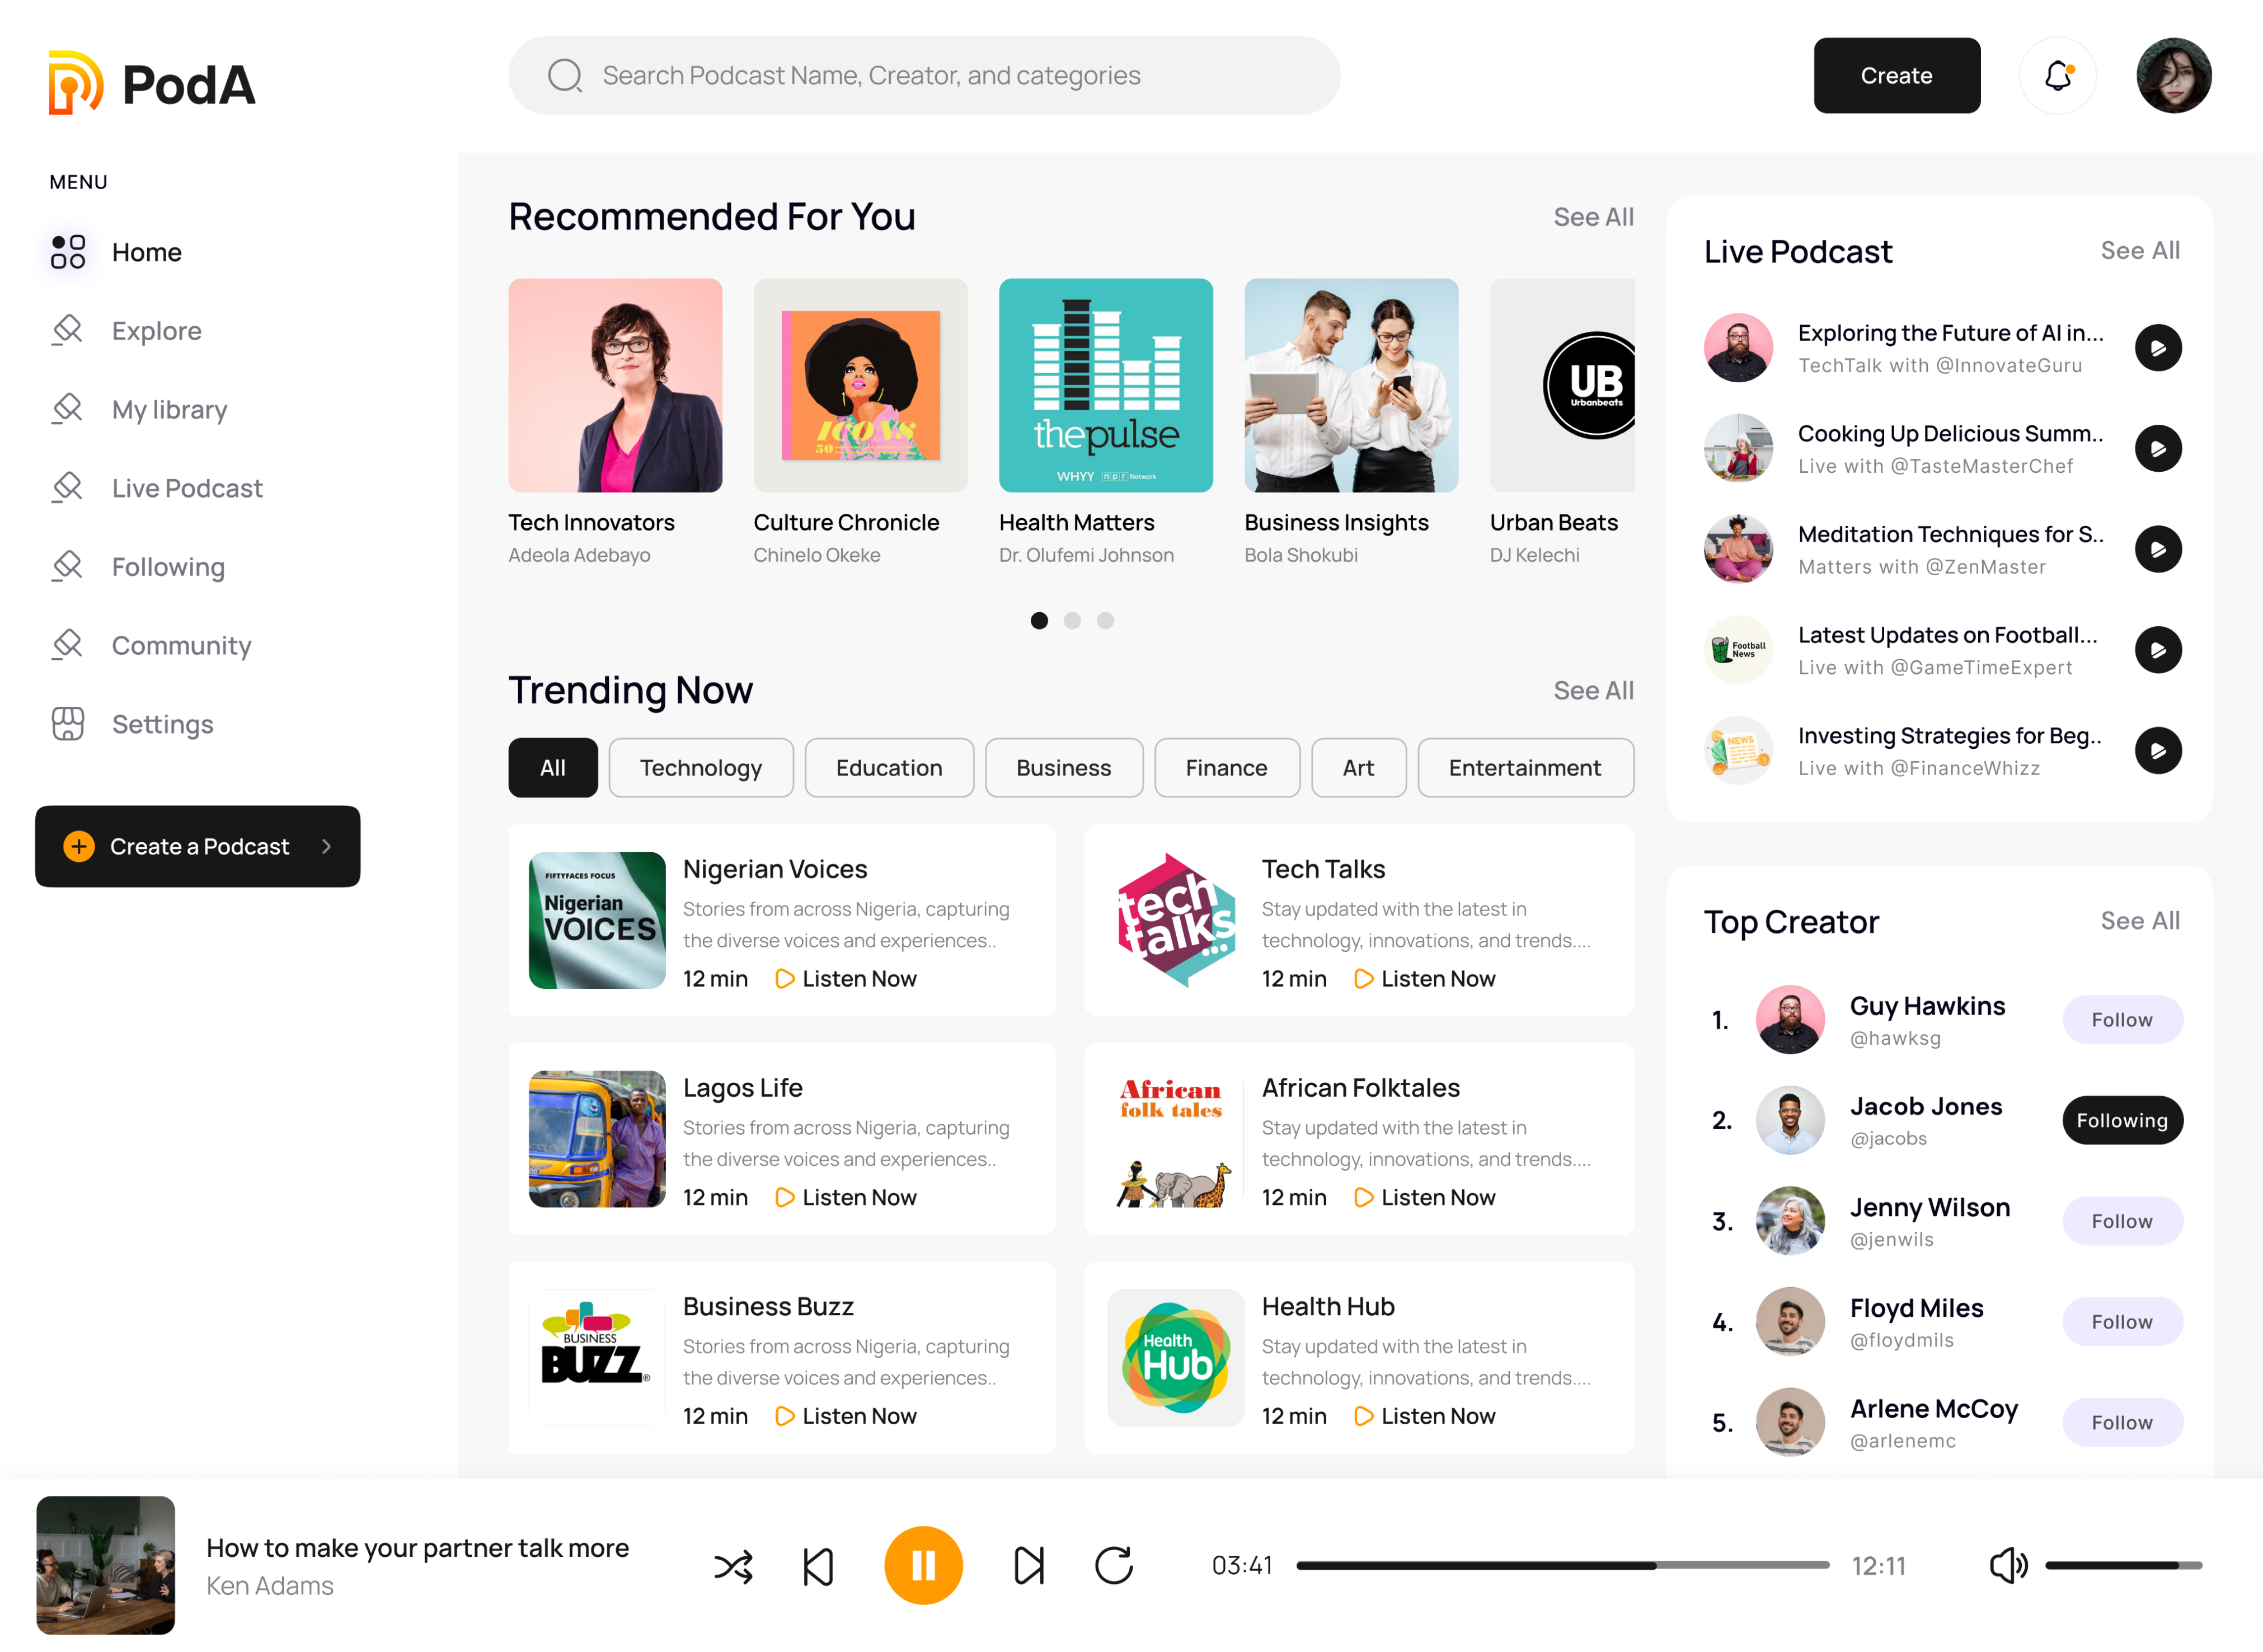 PodA
Search Podcast Name, Creator, and categories
Create
MENU
Home
Explore
My library
Live Podcast
Following
Community
Settings
Create a Podcast
Recommended For You
See All
UB
Urbanbeats
ICONS
50
thepulse
WHYY npr Network
Tech Innovators
Adeola Adebayo
Culture Chronicle
Chinelo Okeke
Health Matters
Dr. Olufemi Johnson
Business Insights
Bola Shokubi
Urban Beats
DJ Kelechi
Trending Now
See All
All
Technology
Education
Business
Finance
Art
Entertainment
FIFTYFACES FOCUS
Nigerian
VOICES
Nigerian Voices
Stories from across Nigeria, capturing
the diverse voices and experiences..
12 min
Listen Now
tech
talks
Tech Talks
Stay updated with the latest in
technology, innovations, and trends....
12 min
Listen Now
Lagos Life
Stories from across Nigeria, capturing
the diverse voices and experiences..
12 min
Listen Now
African
folk tales
African Folktales
Stay updated with the latest in
technology, innovations, and trends....
12 min
Listen Now
BUSINESS
BUZZ®
Business Buzz
Stories from across Nigeria, capturing
the diverse voices and experiences..
12 min
Listen Now
Health
Hub
Health Hub
Stay updated with the latest in
technology, innovations, and trends....
12 min
Listen Now
Live Podcast
See All
Exploring the Future of AI in...
TechTalk with @InnovateGuru
Cooking Up Delicious Summ..
Live with @TasteMasterChef
Meditation Techniques for S..
Matters with @ZenMaster
Football
News
Latest Updates on Football...
Live with @GameTimeExpert
NEWS
Investing Strategies for Beg..
Live with @FinanceWhizz
Top Creator
See All
1.
Guy Hawkins
@hawksg
Follow
2.
Jacob Jones
@jacobs
Following
3.
Jenny Wilson
@jenwils
Follow
4.
Floyd Miles
@floydmils
Follow
5.
Arlene McCoy
@arlenemc
Follow
How to make your partner talk more
Ken Adams
03:41
12:11